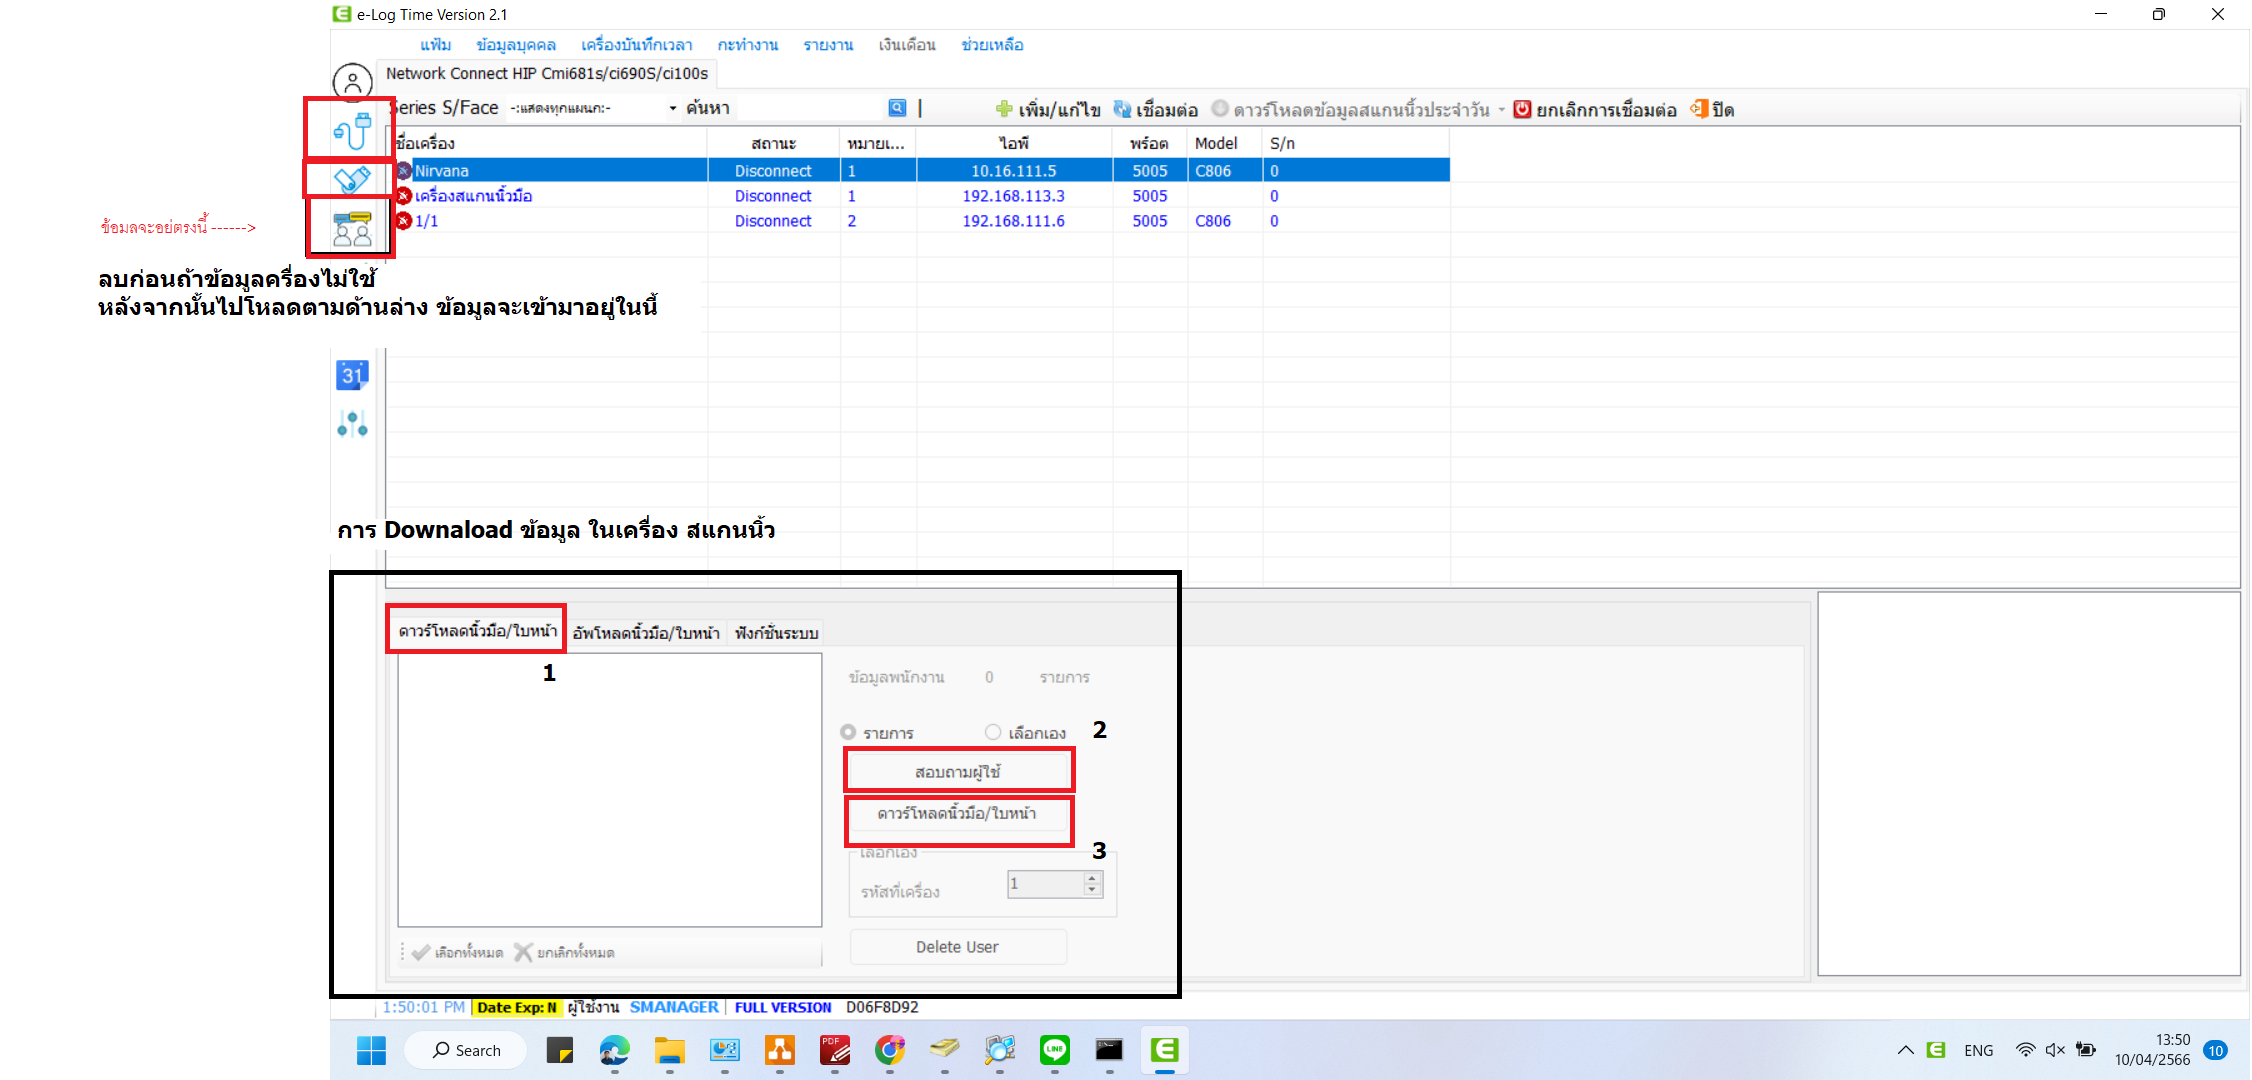 e-Log Time Version 2.1
แฟ้ม ข้อมูลบุคคล เครื่องบันทึกเวลา กะทำงาน รายงาน เงินเดือน ช่วยเหลือ
Network Connect HIP Cmi681s/ci690S/ci100s
Series S/Face -:แสดงทุกแผนก:- ค้นหา เพิ่ม/แก้ไข เชื่อมต่อ ดาวร์โหลดข้อมูลสแกนนิ้วประจำวัน ยกเลิกการเชื่อมต่อ ปิด
ชื่อเครื่อง สถานะ หมายเ... ไอพี พร้อต Model S/n
Nirvana Disconnect 1 10.16.111.5 5005 C806 0
เครื่องสแกนนิ้วมือ Disconnect 1 192.168.113.3 5005 0
1/1 Disconnect 2 192.168.111.6 5005 C806 0
ข้อมลจะอย่ตรงนี้ ------>
ลบก่อนถ้าข้อมูลครื่องไม่ใช้
หลังจากนั้นไปโหลดตามด้านล่าง ข้อมูลจะเข้ามาอยู่ในนี้
31
การ Downaload ข้อมูล ในเครื่อง สแกนนิ้ว
ดาวร์โหลดนิ้วมือ/ใบหน้า อัพโหลดนิ้วมือ/ใบหน้า ฟังก์ชั่นระบบ
1
ข้อมูลพนักงาน 0 รายการ
รายการ เลือกเอง 2
สอบถามผู้ใช้
ดาวร์โหลดนิ้วมือ/ใบหน้า
เลือกเอง 3
รหัสที่เครื่อง 1
Delete User
เลือกทั้งหมด ยกเลิกทั้งหมด
1:50:01 PM Date Exp: N ผู้ใช้งาน SMANAGER FULL VERSION D06F8D92
Search PDF LINE ENG 13:50
10/04/2566 10